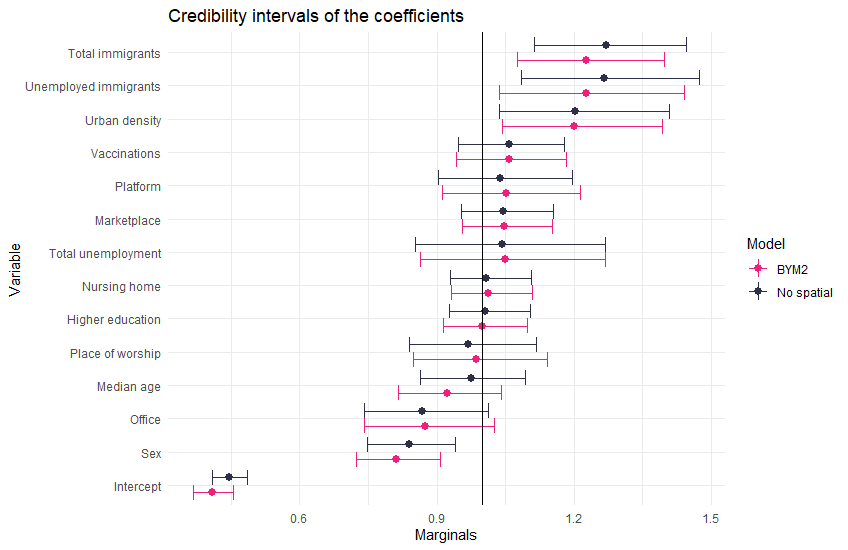 Credibility intervals of the coefficients
Variable
Total immigrants
Unemployed immigrants
Urban density
Vaccinations
Platform
Marketplace
Total unemployment
Nursing home
Higher education
Place of worship
Median age
Office
Sex
Intercept
0.6 0.9 1.2 1.5
Marginals
Model
BYM2
No spatial